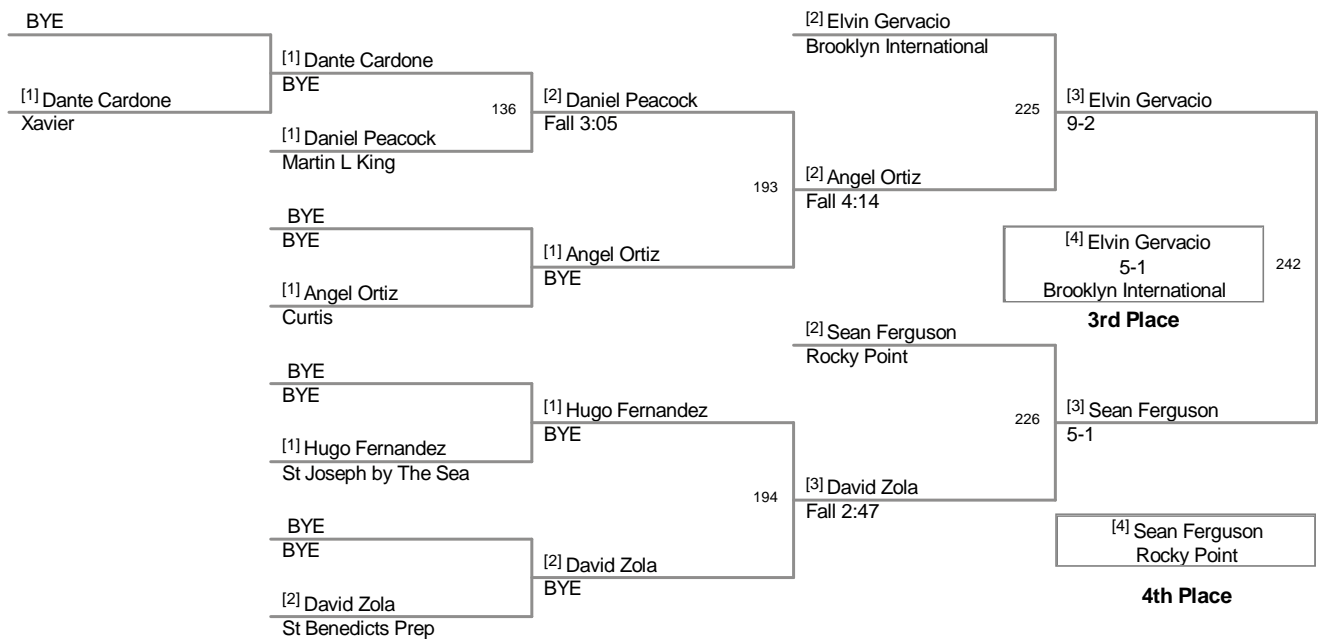 BYE
[2] Elvin Gervacio
Brooklyn International
[1] Dante Cardone
BYE
[1] Dante Cardone
Xavier
136
[2] Daniel Peacock
Fall 3:05
225
[3] Elvin Gervacio
9-2
[1] Daniel Peacock
Martin L King
193
[2] Angel Ortiz
Fall 4:14
BYE
BYE
[1] Angel Ortiz
BYE
[4] Elvin Gervacio
5-1
Brooklyn International
242
3rd Place
[1] Angel Ortiz
Curtis
[2] Sean Ferguson
Rocky Point
BYE
BYE
[1] Hugo Fernandez
BYE
226
[3] Sean Ferguson
5-1
[1] Hugo Fernandez
St Joseph by The Sea
194
[3] David Zola
Fall 2:47
BYE
BYE
[4] Sean Ferguson
Rocky Point
[2] David Zola
BYE
4th Place
[2] David Zola
St Benedicts Prep